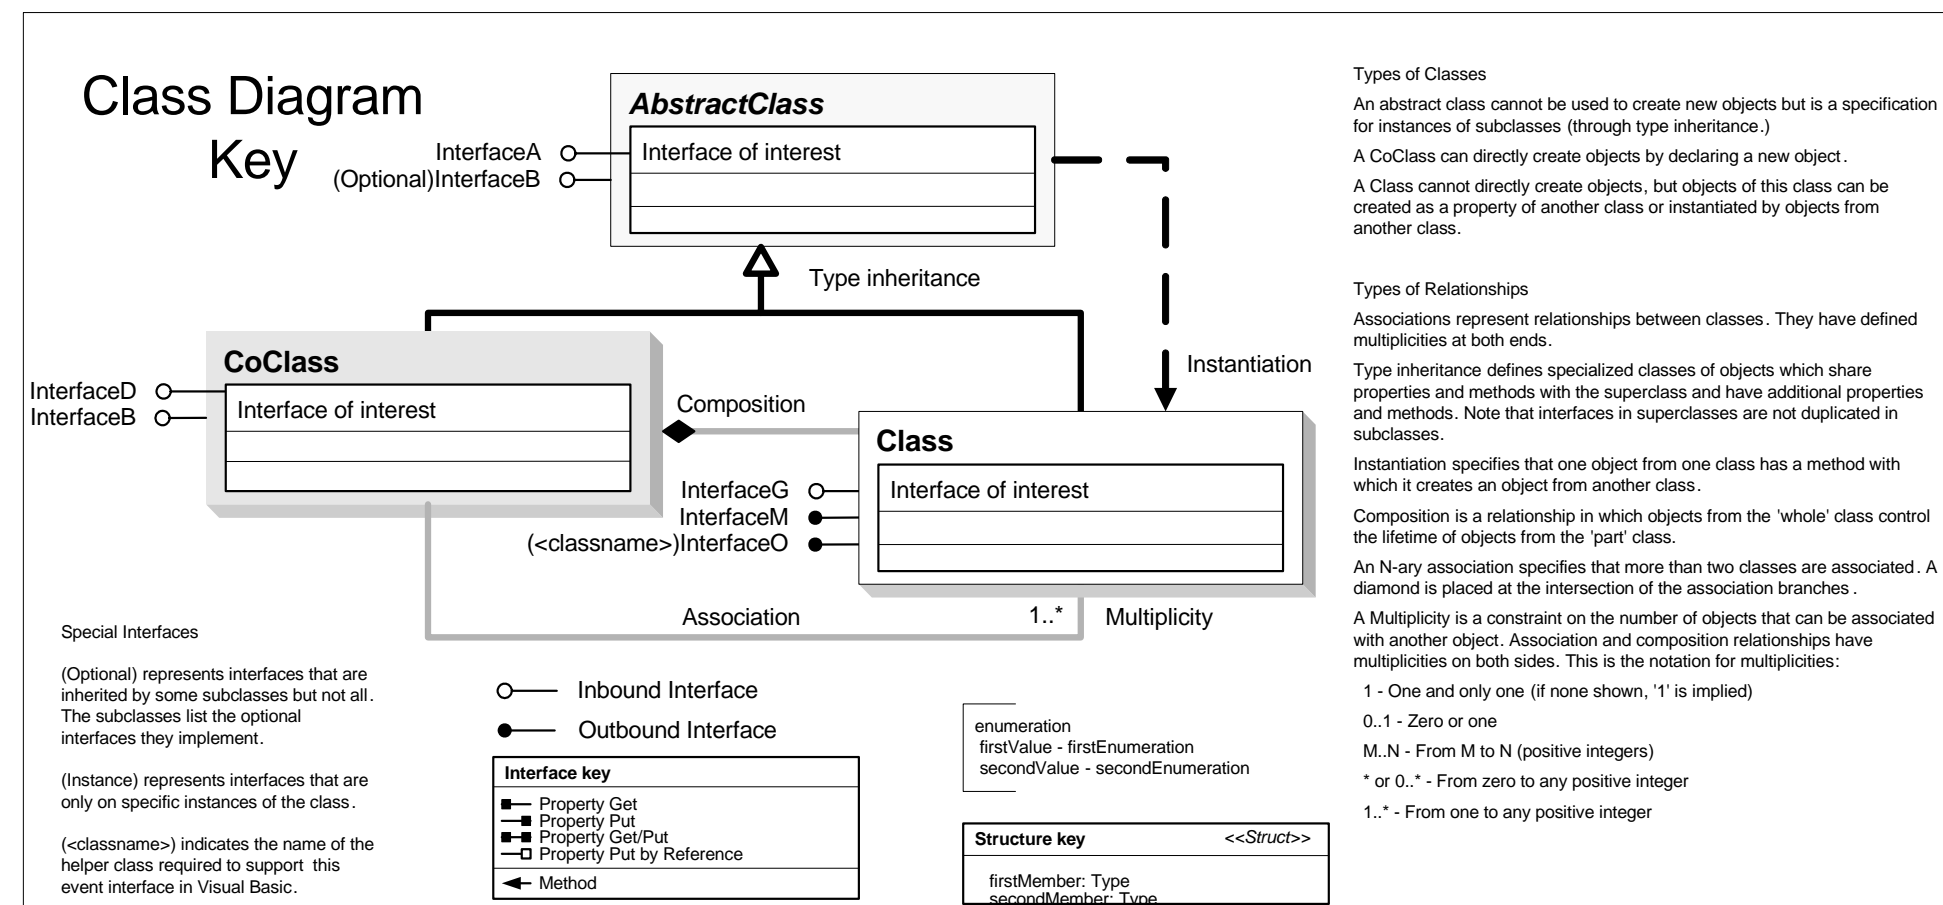 Class Diagram
Key
AbstractClass
InterfaceA
Interface of interest
(Optional)InterfaceB
Type inheritance
CoClass
InterfaceD
Interface of interest
InterfaceB
Composition
Instantiation
Class
InterfaceG
Interface of interest
InterfaceM
(<classname>)InterfaceO
Association
1..*
Multiplicity
Special Interfaces
(Optional) represents interfaces that are
inherited by some subclasses but not all.
The subclasses list the optional
interfaces they implement.
(Instance) represents interfaces that are
only on specific instances of the class.
(<classname>) indicates the name of the
helper class required to support this
event interface in Visual Basic.
Inbound Interface
Outbound Interface
Interface key
Property Get
Property Put
Property Get/Put
Property Put by Reference
Method
enumeration
firstValue - firstEnumeration
secondValue - secondEnumeration
Structure key <<Struct>>
firstMember: Type
secondMember: Type
Types of Classes
An abstract class cannot be used to create new objects but is a specification
for instances of subclasses (through type inheritance.)
A CoClass can directly create objects by declaring a new object.
A Class cannot directly create objects, but objects of this class can be
created as a property of another class or instantiated by objects from
another class.
Types of Relationships
Associations represent relationships between classes. They have defined
multiplicities at both ends.
Type inheritance defines specialized classes of objects which share
properties and methods with the superclass and have additional properties
and methods. Note that interfaces in superclasses are not duplicated in
subclasses.
Instantiation specifies that one object from one class has a method with
which it creates an object from another class.
Composition is a relationship in which objects from the 'whole' class control
the lifetime of objects from the 'part' class.
An N-ary association specifies that more than two classes are associated. A
diamond is placed at the intersection of the association branches.
A Multiplicity is a constraint on the number of objects that can be associated
with another object. Association and composition relationships have
multiplicities on both sides. This is the notation for multiplicities:
1 - One and only one (if none shown, '1' is implied)
0..1 - Zero or one
M..N - From M to N (positive integers)
* or 0..* - From zero to any positive integer
1..* - From one to any positive integer